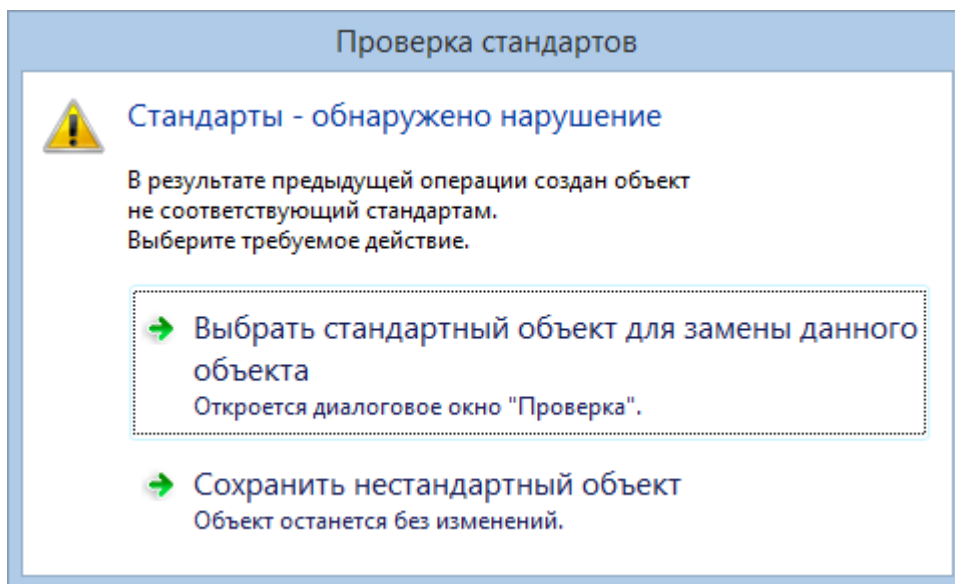 Проверка стандартов
Стандарты - обнаружено нарушение
В результате предыдущей операции создан объект
не соответствующий стандартам.
Выберите требуемое действие.
Выбрать стандартный объект для замены данного
объекта
Откроется диалоговое окно "Проверка".
Сохранить нестандартный объект
Объект останется без изменений.